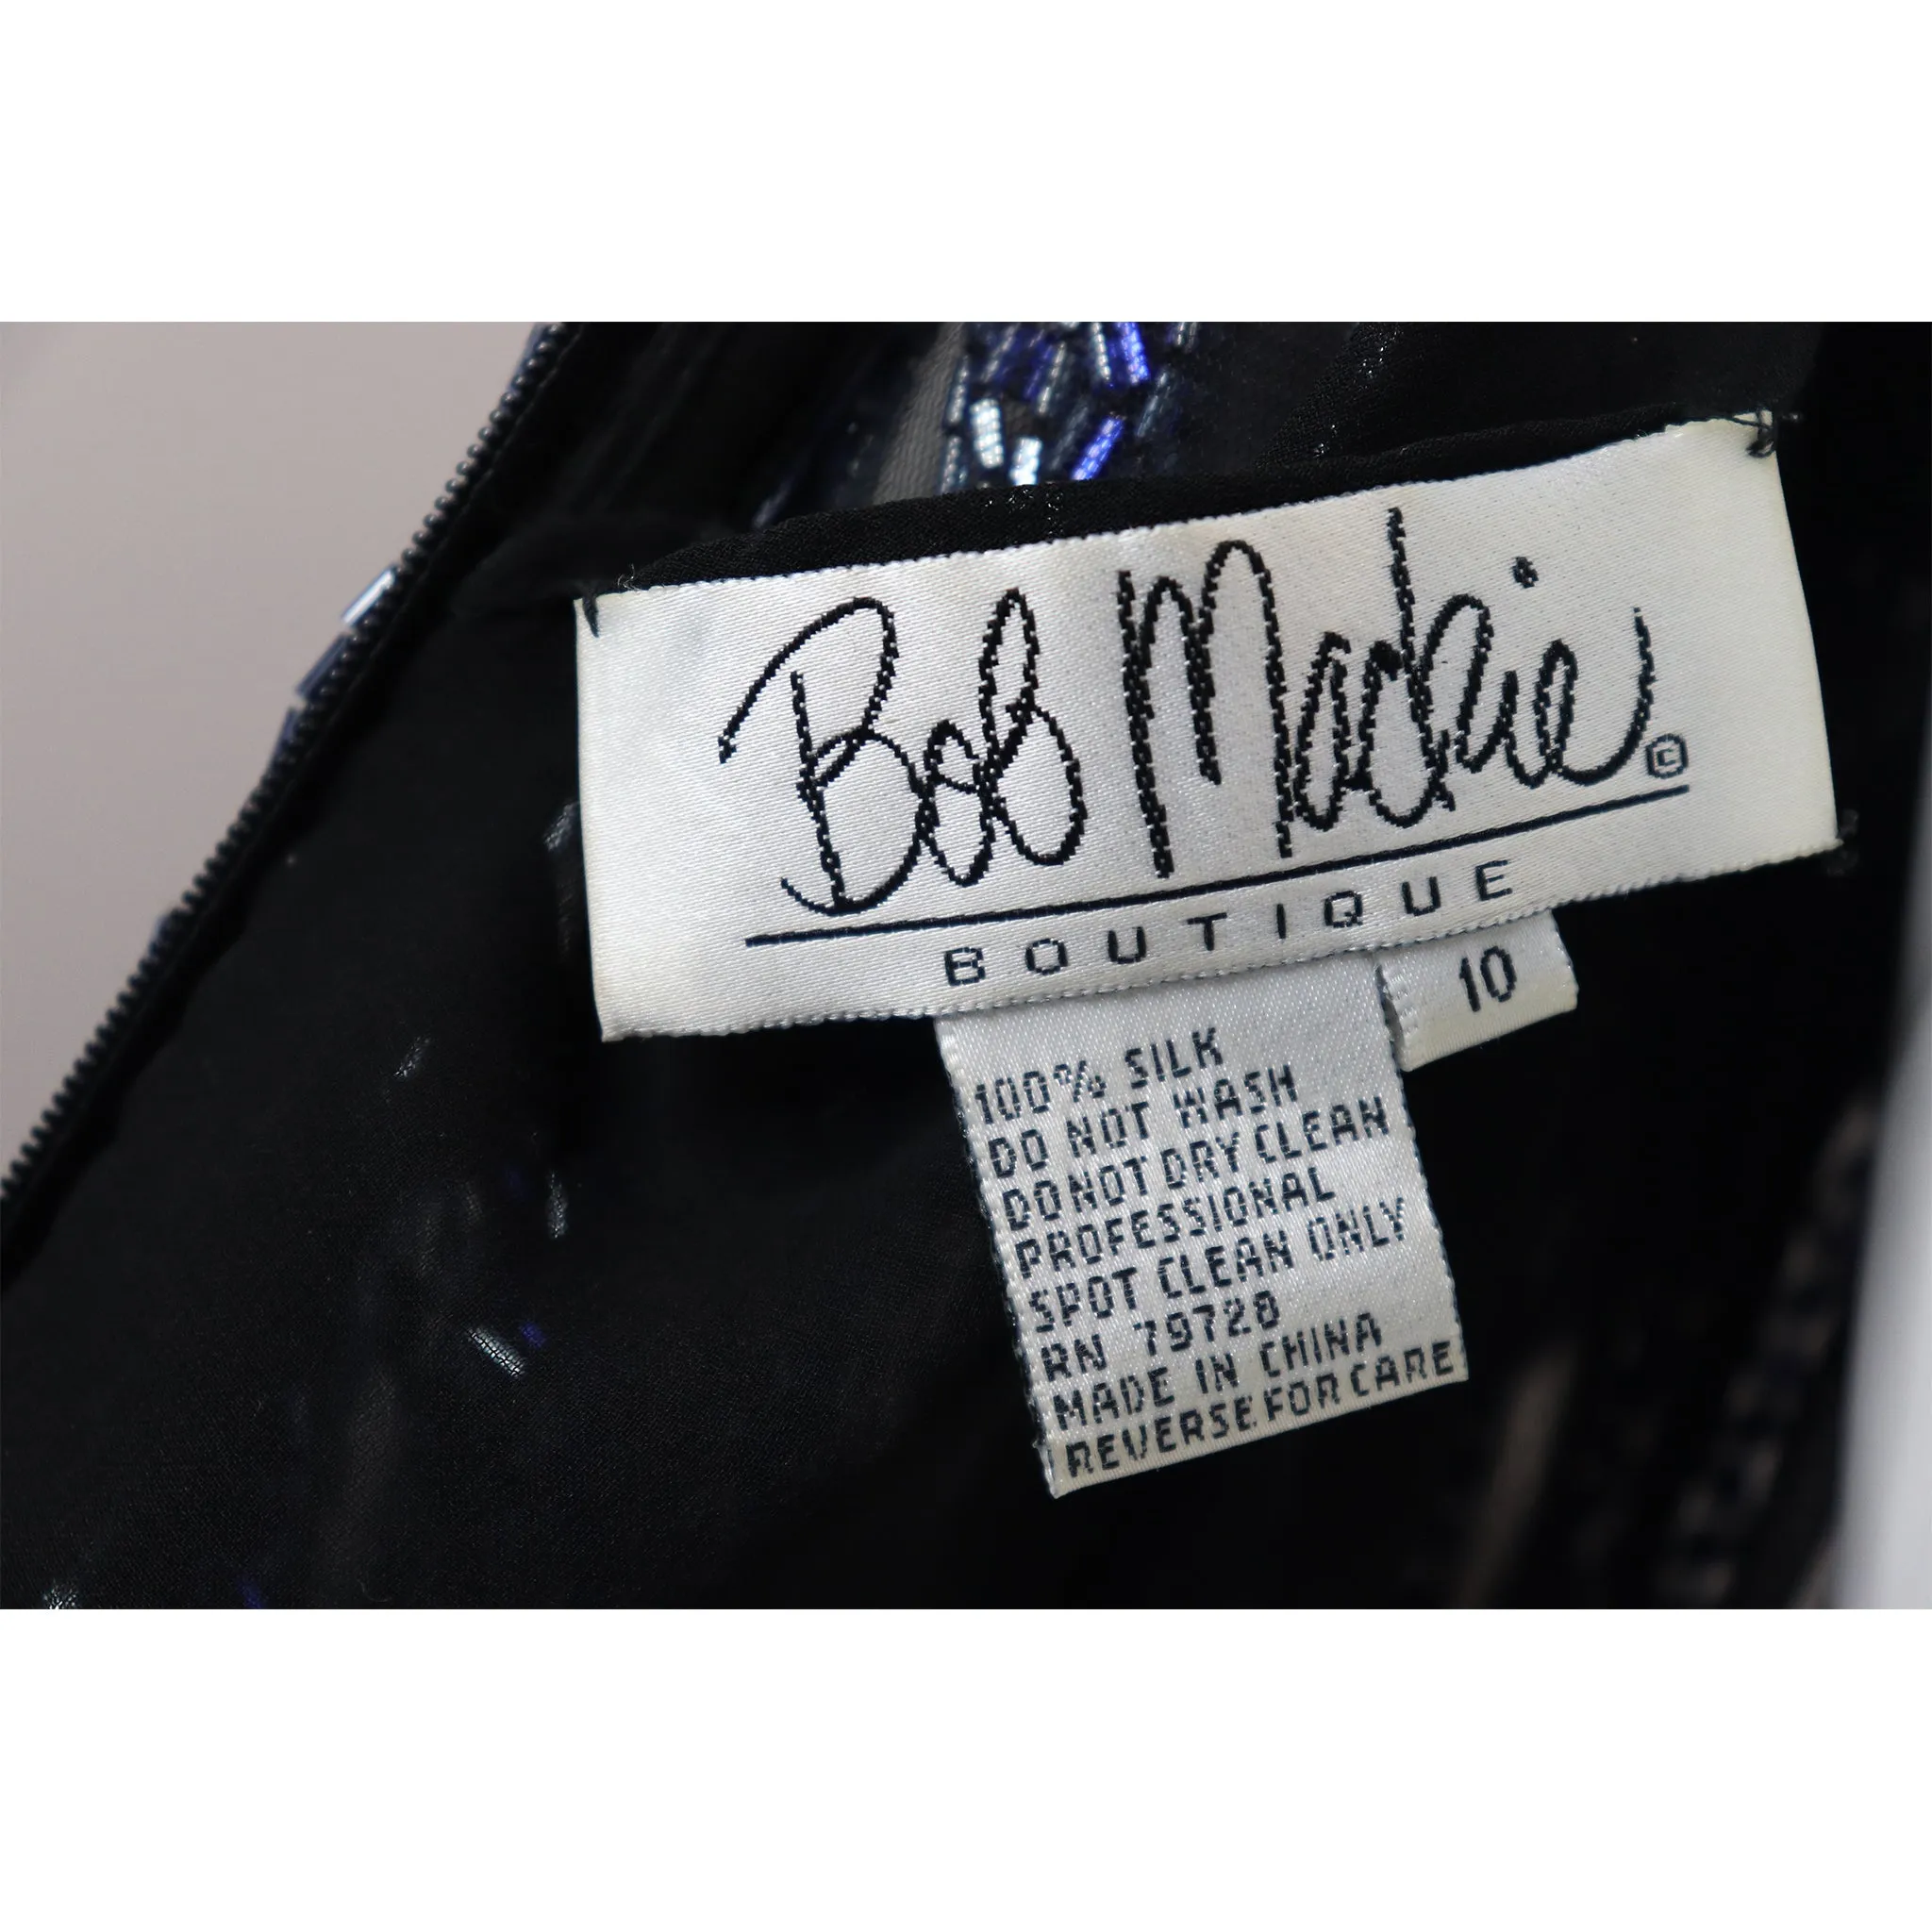 Bob Mackie ©
BOUTIQUE
10
100% SILK
DO NOT WASH
DO NOT DRY CLEAN
PROFESSIONAL
SPOT CLEAN ONLY
RN 79728
MADE IN CHINA
REVERSE FOR CARE